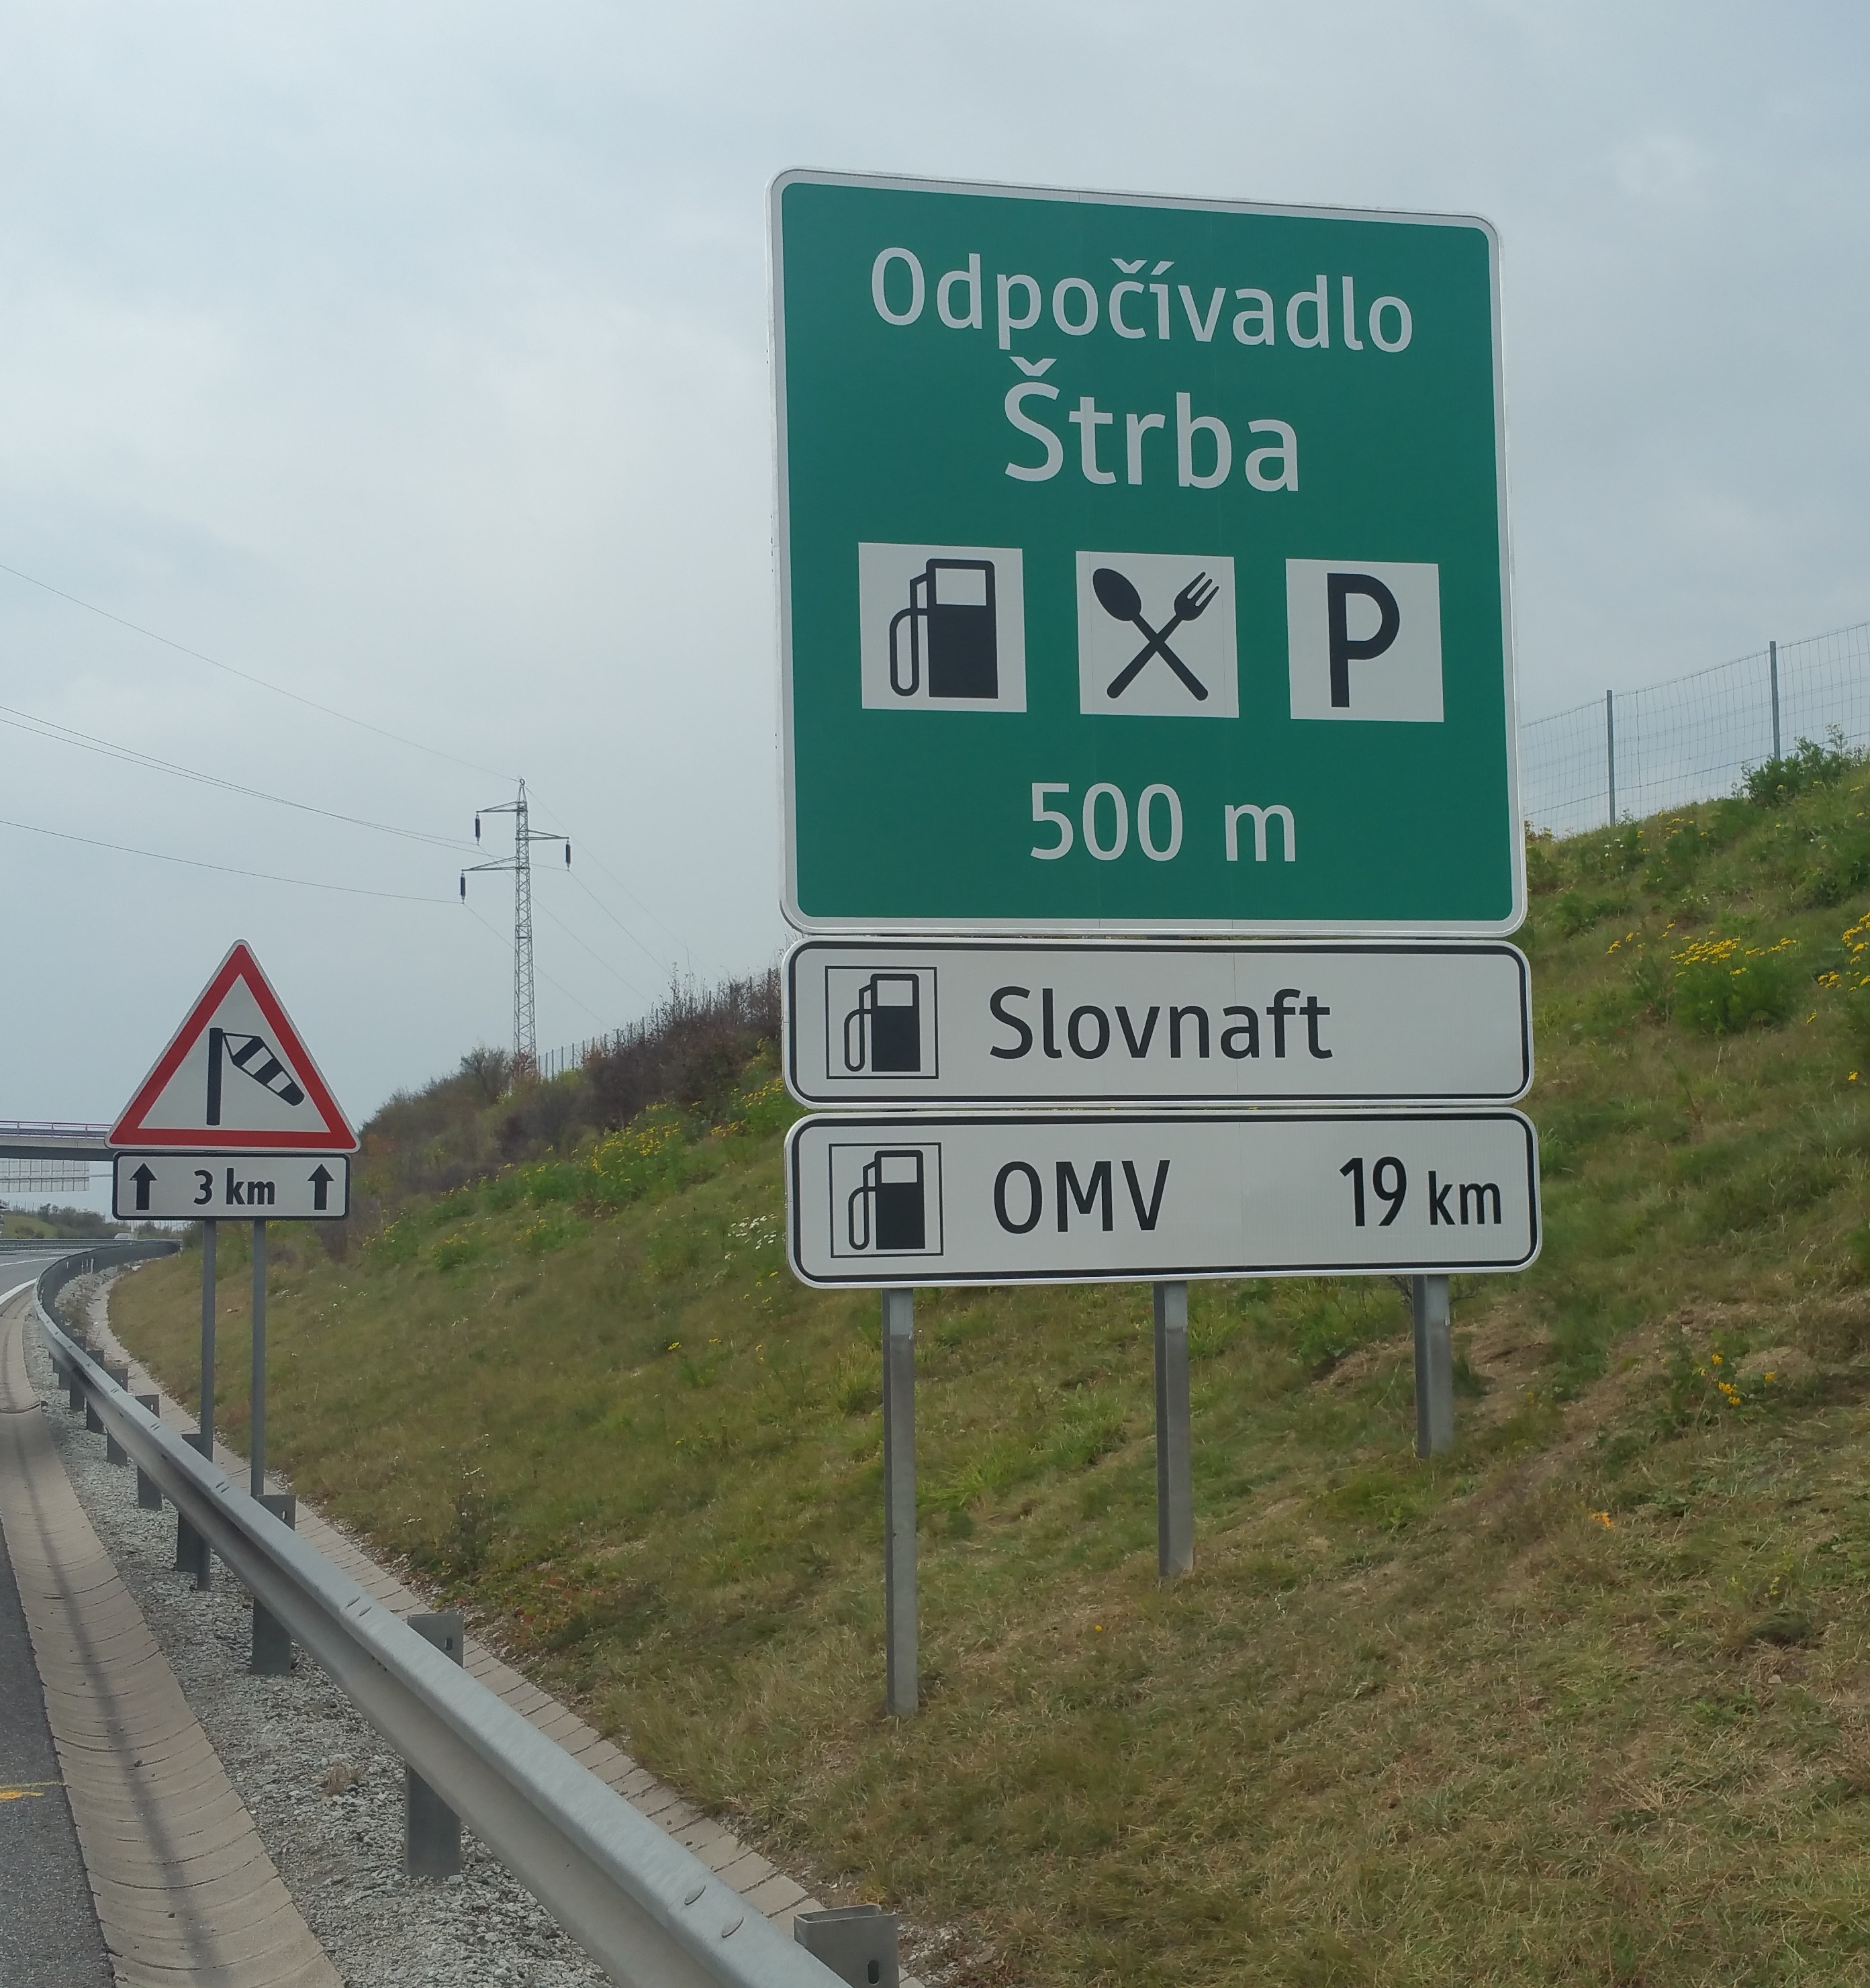 Odpočívadlo
Štrba
P
500 m
Slovnaft
OMV 19 km
3 km